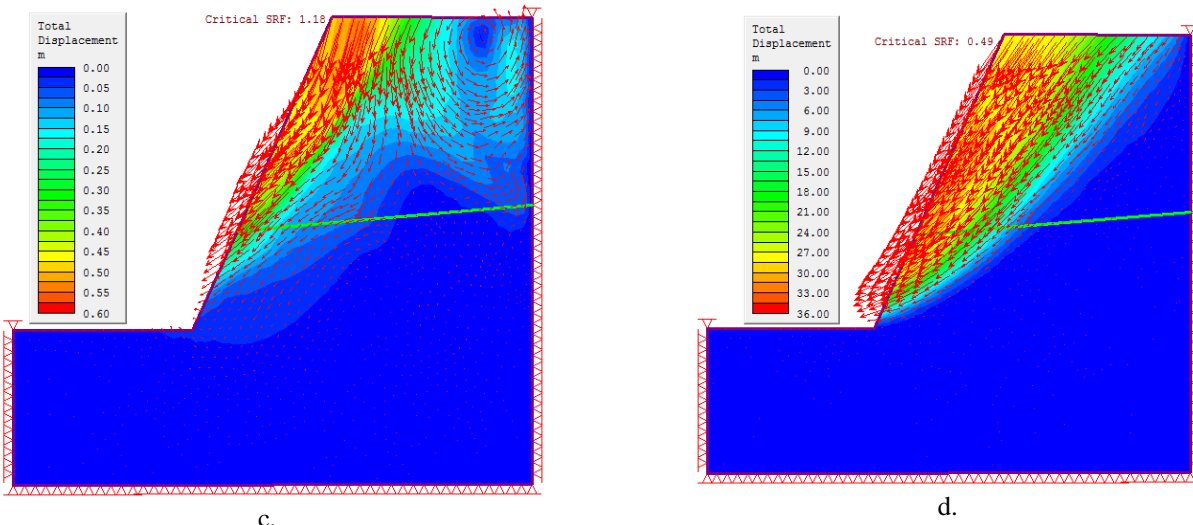 Critical SRF: 1.18
Total
Displacement
m
0.00
0.05
0.10
0.15
0.20
0.25
0.30
0.35
0.40
0.45
0.50
0.55
0.60
c.
Critical SRF: 0.49
Total
Displacement
m
0.00
3.00
6.00
9.00
12.00
15.00
18.00
21.00
24.00
27.00
30.00
33.00
36.00
d.